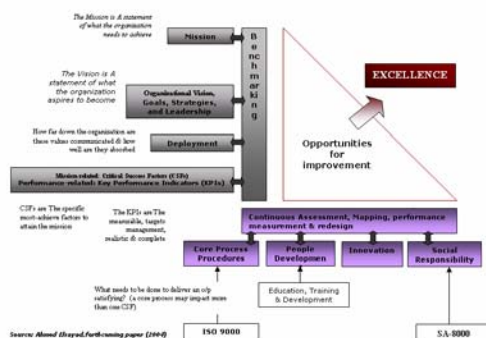 The Mission is A statement
of what the organisation
needs to achieve
Mission
The Vision is A
statement of what
the organization
aspires to become
Organizational Vision,
Goals, Strategies,
and Leadership
How far down the organisation are
these values communicated & how
well are they absorbed
Deployment
Mission-related: Critical Success Factors (CSFs)
Performance-related: Key Performance Indicators (KPIs)
Benchmarking
EXCELLENCE
Opportunities
for
improvement
CSFs are The specific
most-achieve factors to
attain the mission
The KPIs are The
measurable, targets
management,
realistic & complete
Continuous Assessment, Mapping, performance
measurement & redesign
Core Process
Procedures
People
Developmen
Innovation
Social
Responsibility
What needs to be done to deliver an o/p
satisfying? (a core process may impact more
than one CSF)
Education, Training
& Development
ISO 9000
SA-8000
Source: Ahmed Elsayed, forthcoming paper (2008)